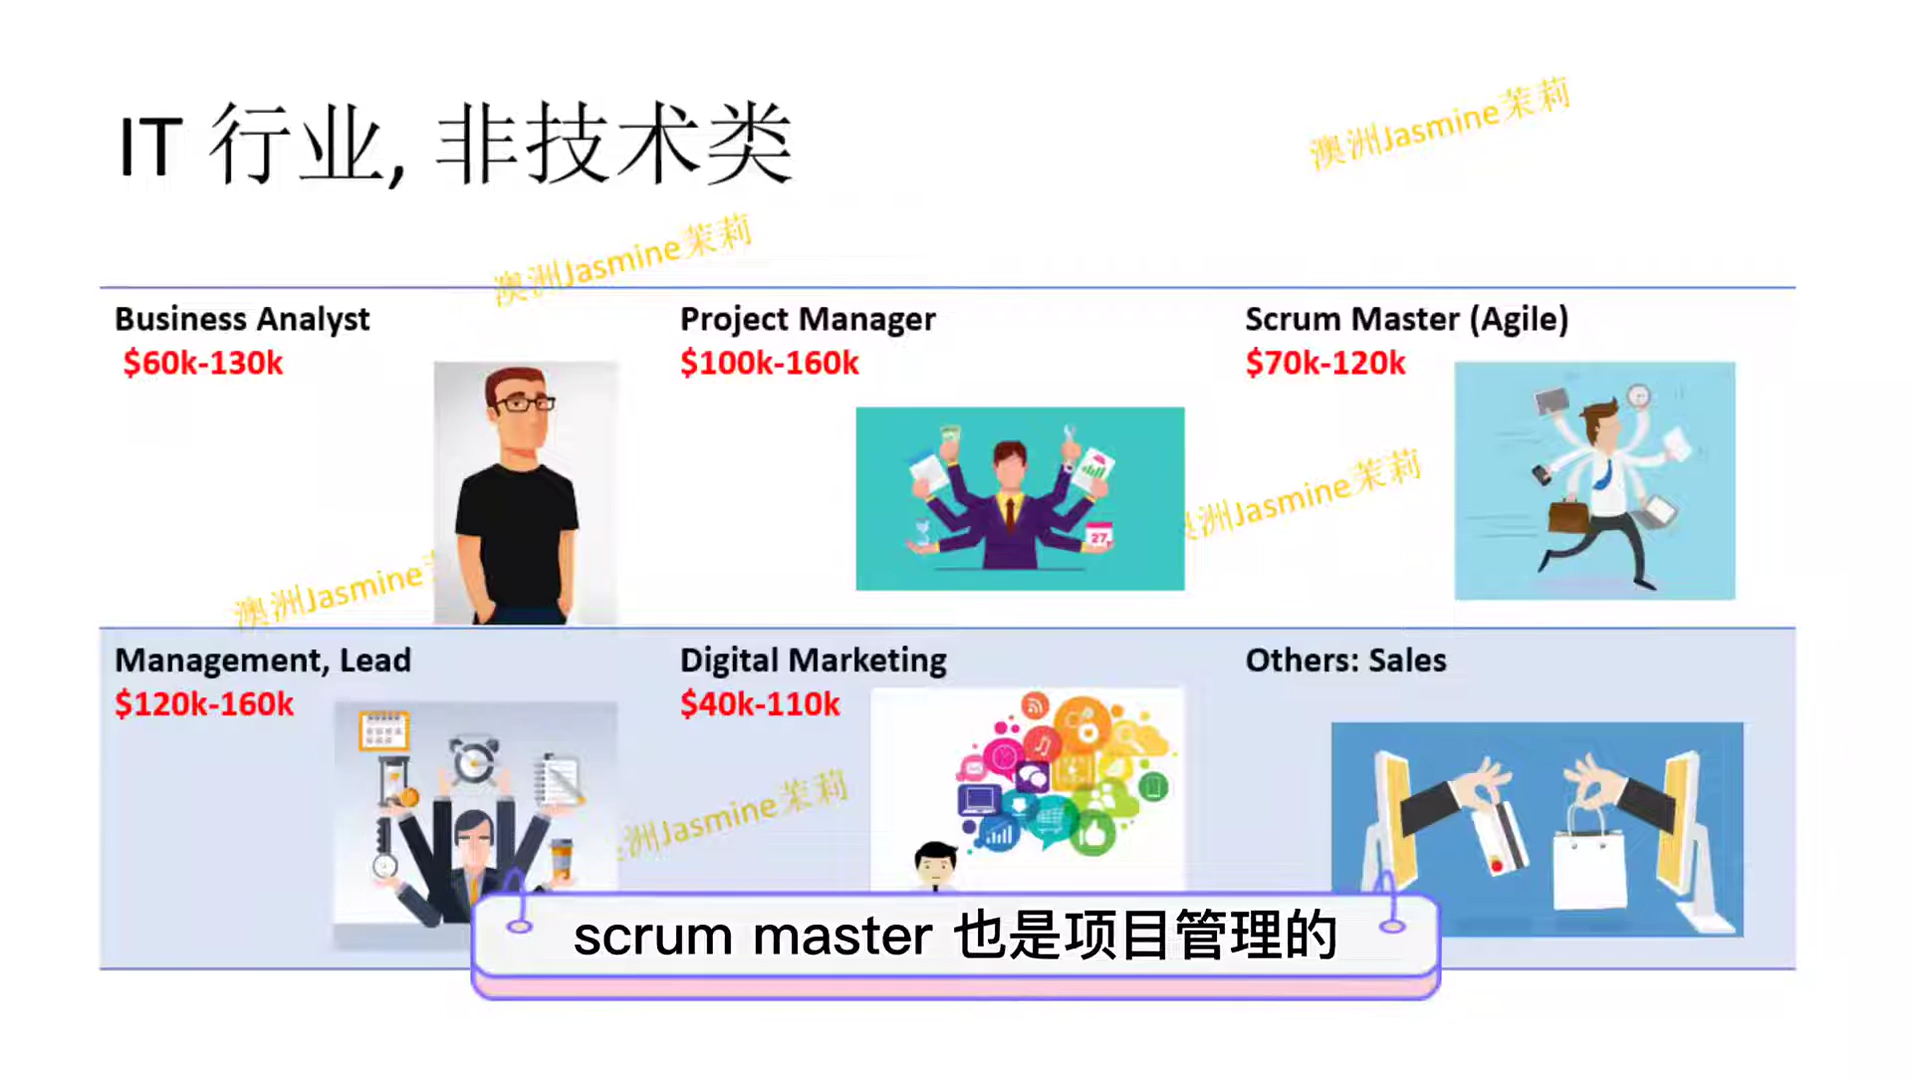 IT 行业, 非技术类
澳洲Jasmine茉莉
澳洲Jasmine茉莉
Business Analyst
$60k-130k
Project Manager
$100k-160k
Scrum Master (Agile)
$70k-120k
27
洲Jasmine茉莉
澳洲Jasmine
Management, Lead
$120k-160k
Digital Marketing
$40k-110k
Others: Sales
洲Jasmine茉莉
scrum master 也是项目管理的